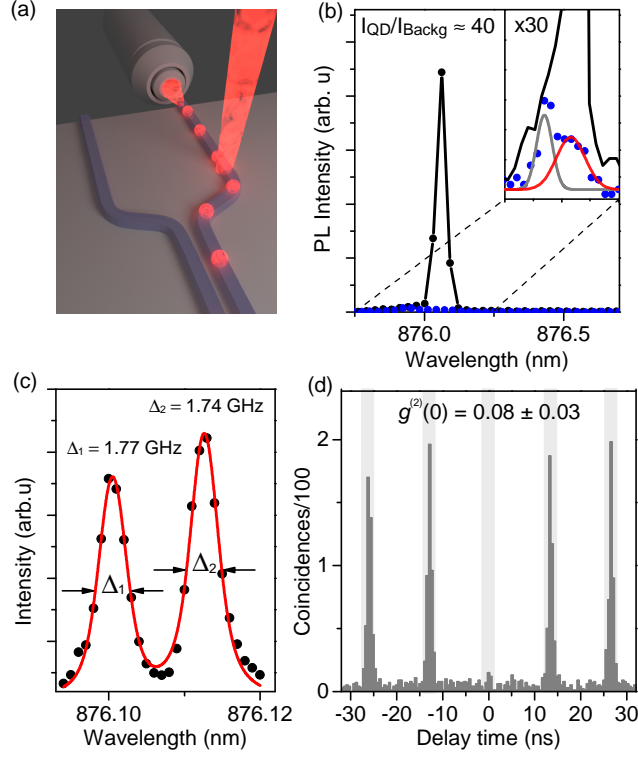 (a)
(b)
I_QD/I_Backg ≈ 40
x30
PL Intensity (arb. u)
876.0
876.5
Wavelength (nm)
(c)
Δ₂ = 1.74 GHz
Δ₁ = 1.77 GHz
Δ₁
Δ₂
Intensity (arb.u)
876.10
876.12
Wavelength (nm)
(d)
g⁽²⁾(0) = 0.08 ± 0.03
Coincidences/100
2
1
0
-30
-20
-10
0
10
20
30
Delay time (ns)